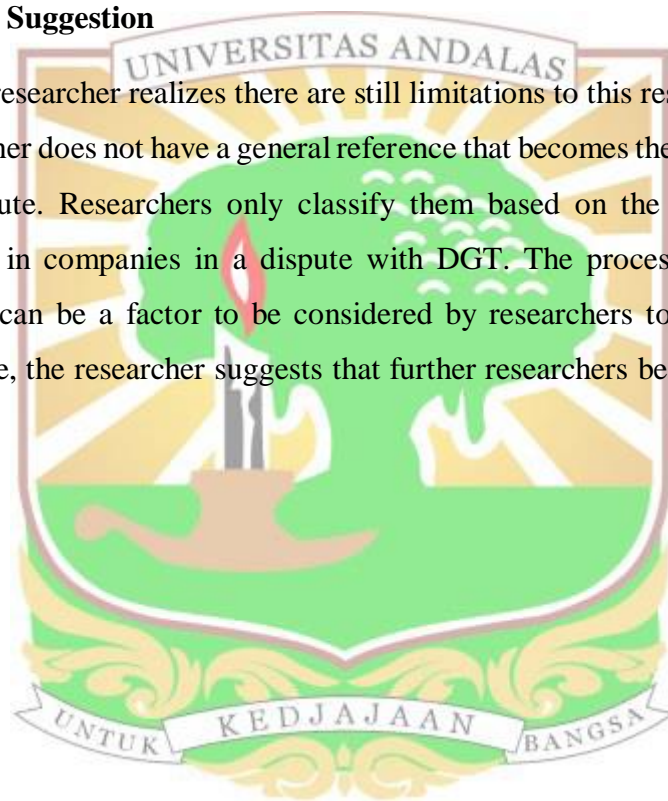 Suggestion
UNIVERSITAS ANDALAS
researcher realizes there are still limitations to this res
her does not have a general reference that becomes the
ute. Researchers only classify them based on the
in companies in a dispute with DGT. The proces
can be a factor to be considered by researchers to
e, the researcher suggests that further researchers be
UNTUK KEDJAJAAN BANGSA